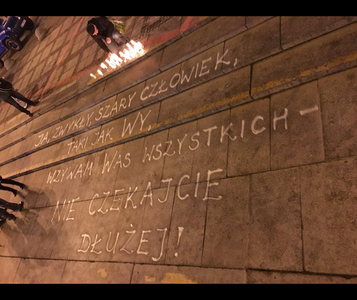 JA, ZWYKŁY SZARY CZŁOWIEK,
TAKI JAK WY,
WZYWAM WAS WSZYSTKICH –
NIE CZEKAJCIE
DŁUŻEJ!